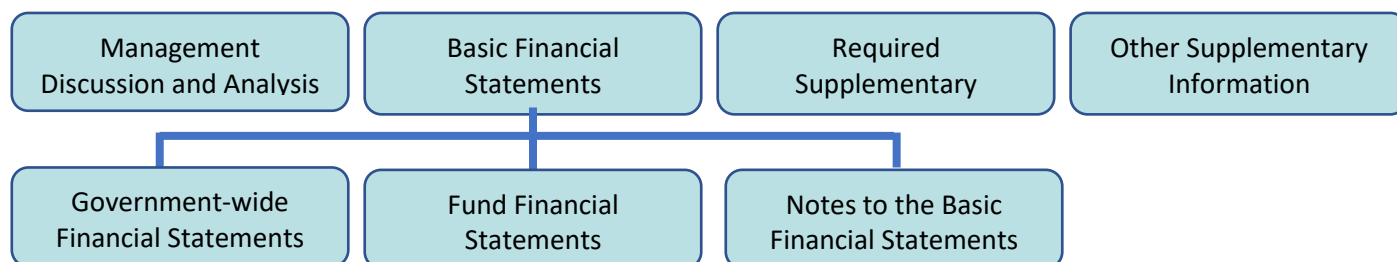 Management
Discussion and Analysis
Basic Financial
Statements
Required
Supplementary
Other Supplementary
Information
Government-wide
Financial Statements
Fund Financial
Statements
Notes to the Basic
Financial Statements